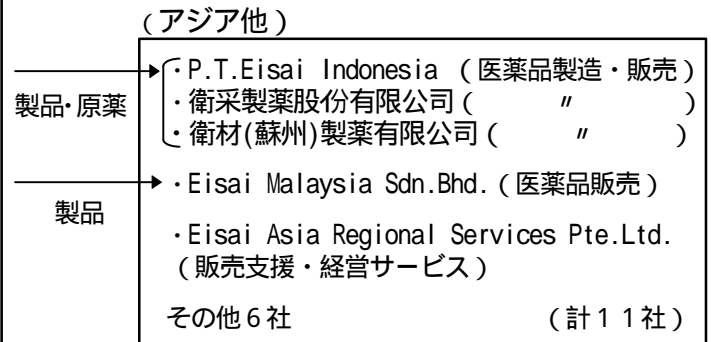 (アジア他)
・P.T.Eisai Indonesia (医薬品製造・販売)
製品・原薬
・衛采製薬股份有限公司( 〃 )
・衛材(蘇州)製薬有限公司( 〃 )
・Eisai Malaysia Sdn.Bhd.(医薬品販売)
製品
・Eisai Asia Regional Services Pte.Ltd.
(販売支援・経営サービス)
その他6社 (計11社)